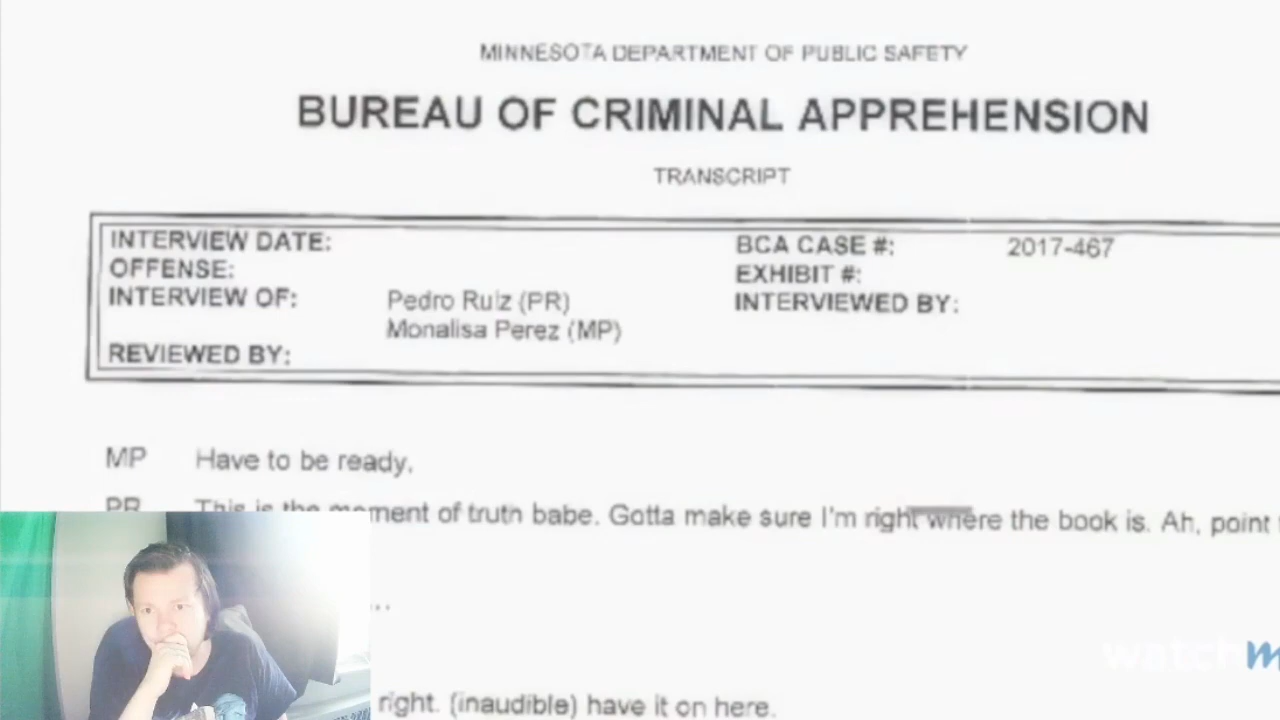 MINNESOTA DEPARTMENT OF PUBLIC SAFETY
BUREAU OF CRIMINAL APPREHENSION
TRANSCRIPT
INTERVIEW DATE:
OFFENSE:
INTERVIEW OF: Pedro Ruiz (PR)
Monalisa Perez (MP)
REVIEWED BY:
BCA CASE #: 2017-467
EXHIBIT #:
INTERVIEWED BY:
MP Have to be ready.
PR This is the moment of truth babe. Gotta make sure I'm right where the book is. Ah, point
..
right. (inaudible) have it on here.
watchm